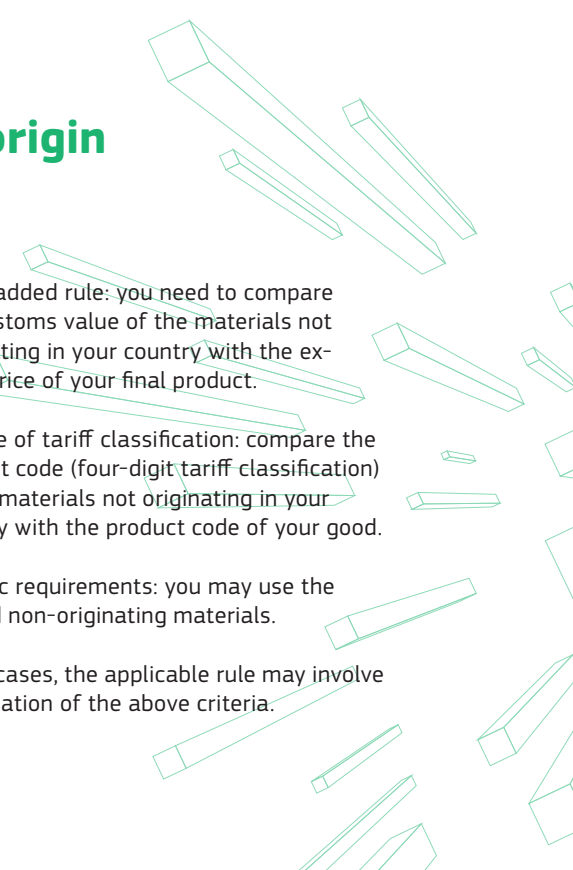 origin
added rule: you need to compare
stoms value of the materials not
ting in your country with the ex-
rice of your final product.
e of tariff classification: compare the
t code (four-digit tariff classification)
materials not originating in your
y with the product code of your good.
c requirements: you may use the
non-originating materials.
cases, the applicable rule may involve
ation of the above criteria.